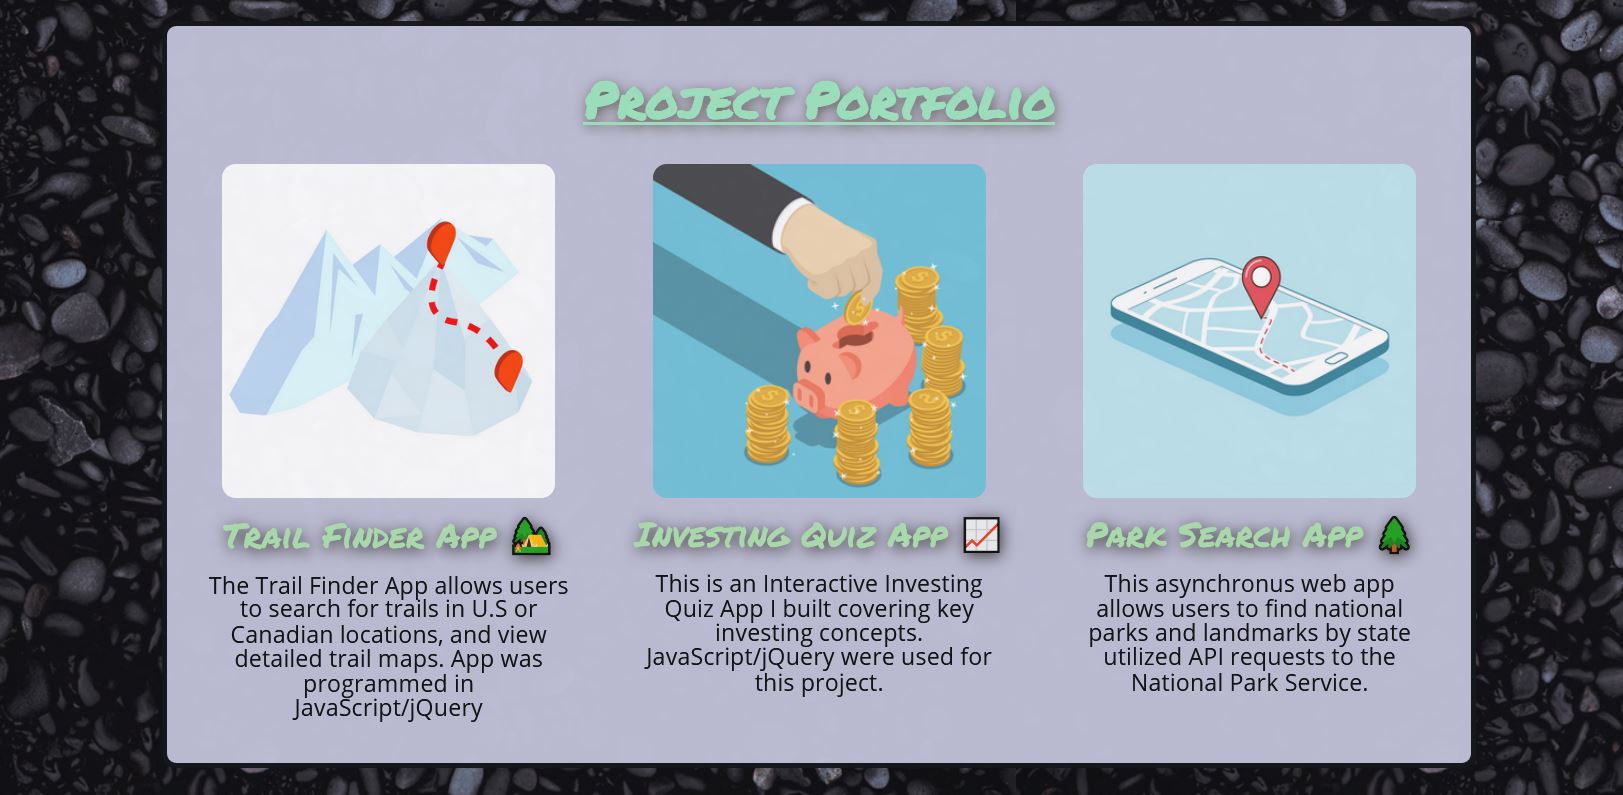 Project Portfolio
Trail Finder App 🏕
The Trail Finder App allows users
to search for trails in U.S or
Canadian locations, and view
detailed trail maps. App was
programmed in
JavaScript/jQuery
Investing Quiz App 📈
This is an Interactive Investing
Quiz App I built covering key
investing concepts.
JavaScript/jQuery were used for
this project.
Park Search App 🌲
This asynchronus web app
allows users to find national
parks and landmarks by state
utilized API requests to the
National Park Service.